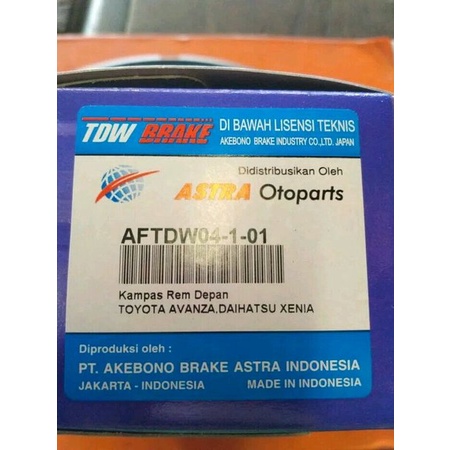 TDW BRAKE
DI BAWAH LISENSI TEKNIS
AKEBONO BRAKE INDUSTRY CO.,LTD. JAPAN
Didistribusikan Oleh
ASTRA Otoparts
AFTDW04-1-01
Kampas Rem Depan
TOYOTA AVANZA,DAIHATSU XENIA
Diproduksi oleh :
PT. AKEBONO BRAKE ASTRA INDONESIA
JAKARTA - INDONESIA MADE IN INDONESIA